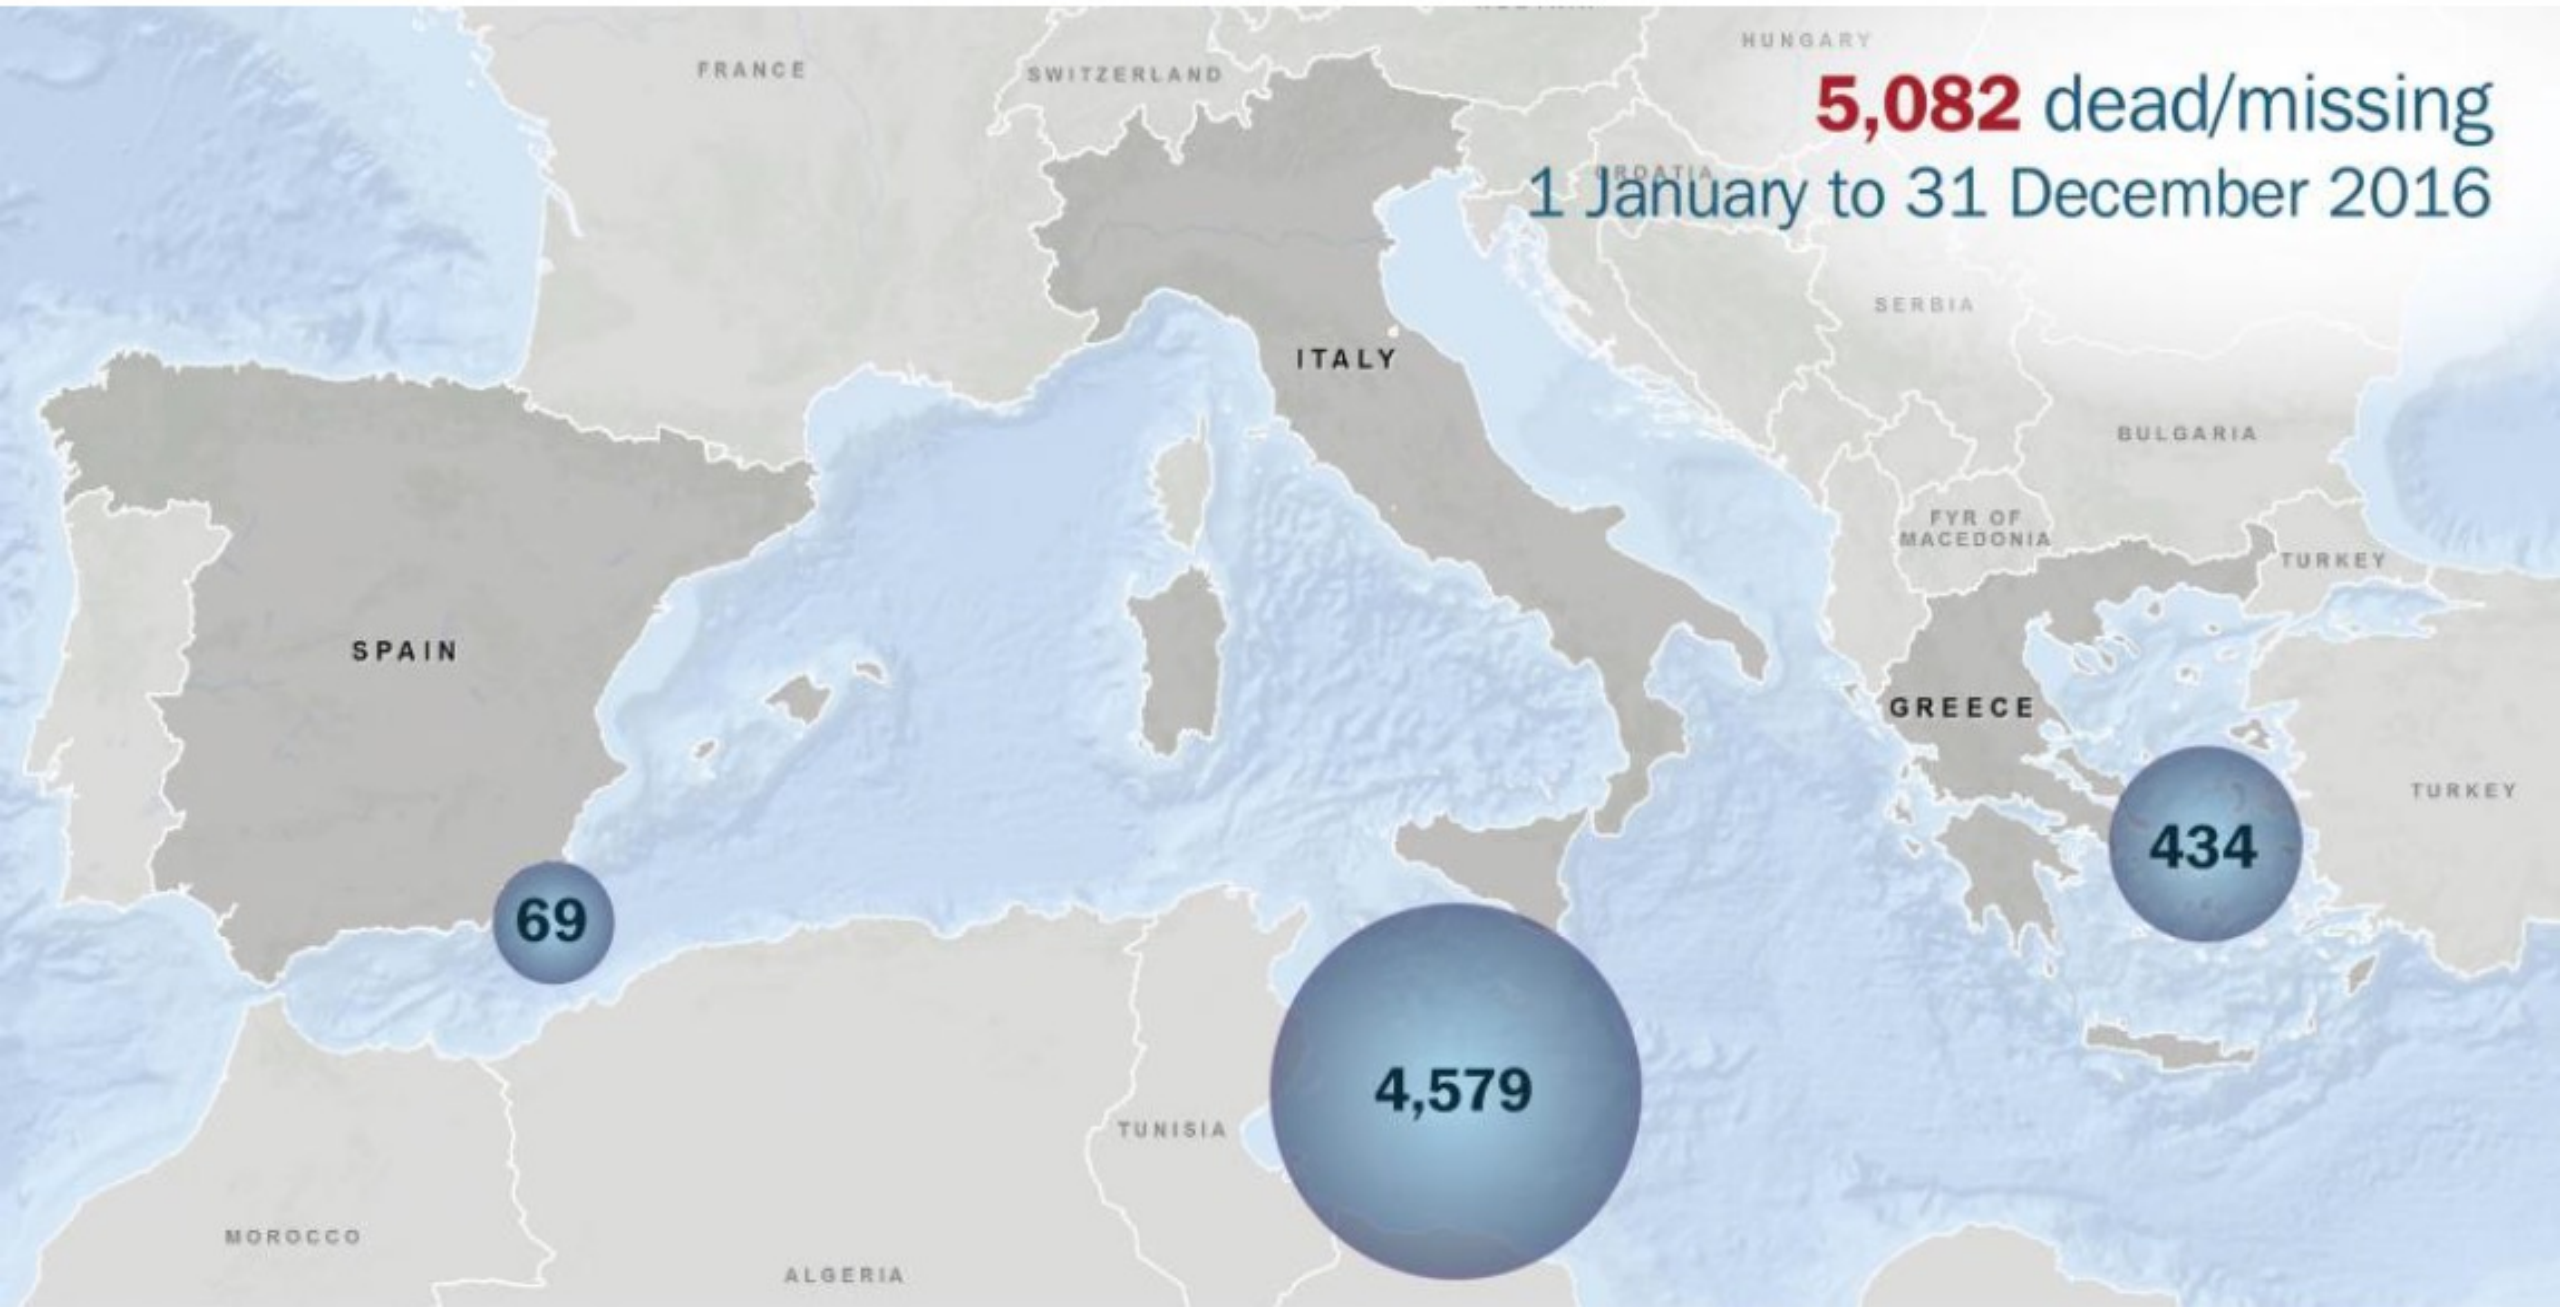 FRANCE
SWITZERLAND
HUNGARY
5,082 dead/missing
CROATIA
1 January to 31 December 2016
SERBIA
ITALY
BULGARIA
FYR OF
MACEDONIA
TURKEY
SPAIN
GREECE
TURKEY
434
69
4,579
TUNISIA
MOROCCO
ALGERIA